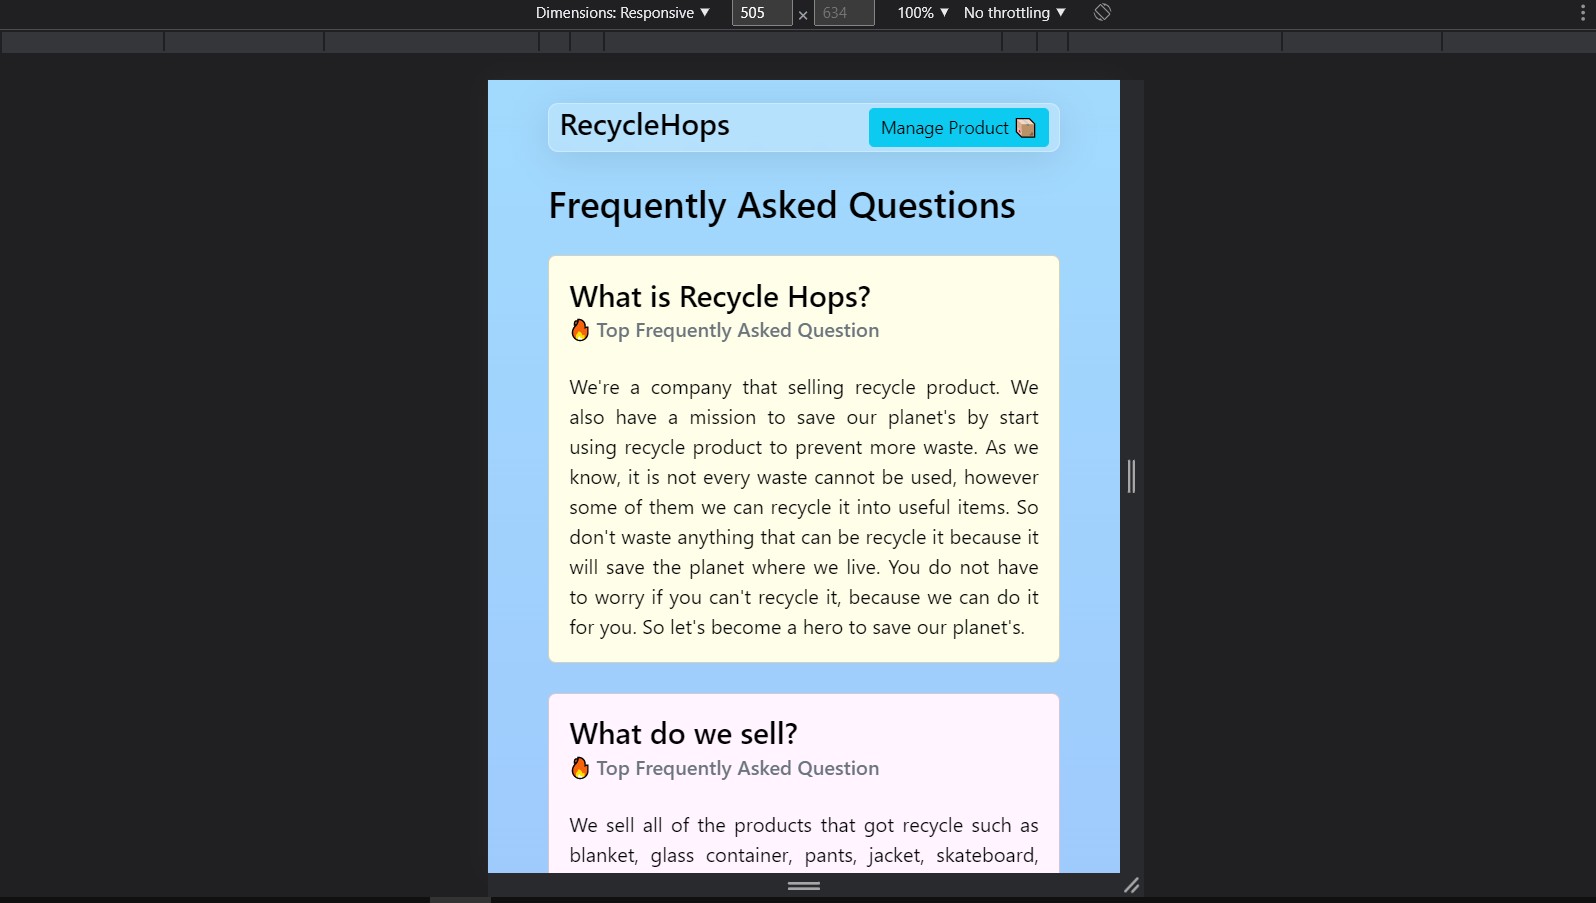 Dimensions: Responsive ▼ 505 × 634 100% ▼ No throttling ▼
RecycleHops
Manage Product 📦
Frequently Asked Questions
What is Recycle Hops?
🔥 Top Frequently Asked Question
We're a company that selling recycle product. We
also have a mission to save our planet's by start
using recycle product to prevent more waste. As we
know, it is not every waste cannot be used, however
some of them we can recycle it into useful items. So
don't waste anything that can be recycle it because it
will save the planet where we live. You do not have
to worry if you can't recycle it, because we can do it
for you. So let's become a hero to save our planet's.
What do we sell?
🔥 Top Frequently Asked Question
We sell all of the products that got recycle such as
blanket, glass container, pants, jacket, skateboard,